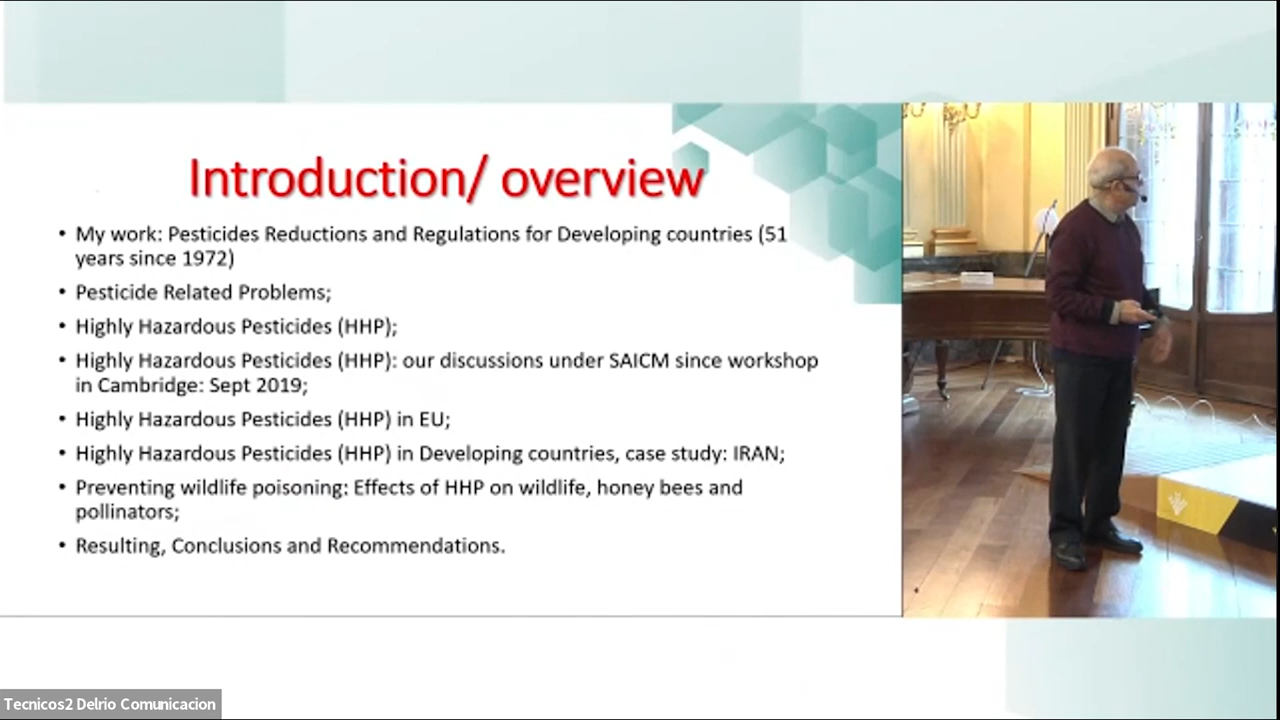 Introduction/ overview
• My work: Pesticides Reductions and Regulations for Developing countries (51
years since 1972)
• Pesticide Related Problems;
• Highly Hazardous Pesticides (HHP);
• Highly Hazardous Pesticides (HHP): our discussions under SAICM since workshop
in Cambridge: Sept 2019;
• Highly Hazardous Pesticides (HHP) in EU;
• Highly Hazardous Pesticides (HHP) in Developing countries, case study: IRAN;
• Preventing wildlife poisoning: Effects of HHP on wildlife, honey bees and
pollinators;
• Resulting, Conclusions and Recommendations.
Tecnicos2 Delrio Comunicacion